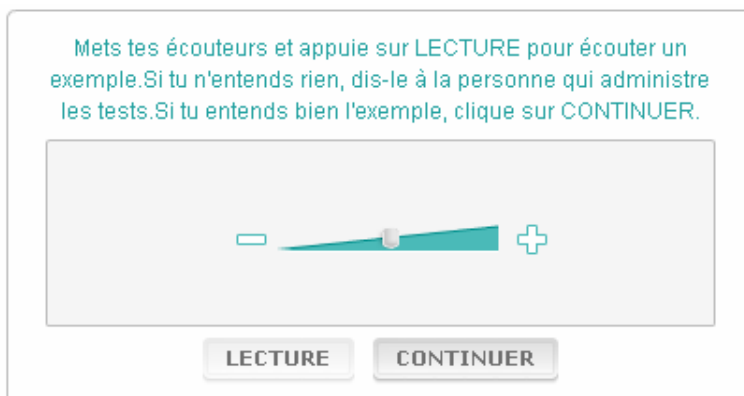 Mets tes écouteurs et appuie sur LECTURE pour écouter un
exemple.Si tu n'entends rien, dis-le à la personne qui administre
les tests.Si tu entends bien l'exemple, clique sur CONTINUER.
LECTURE CONTINUER